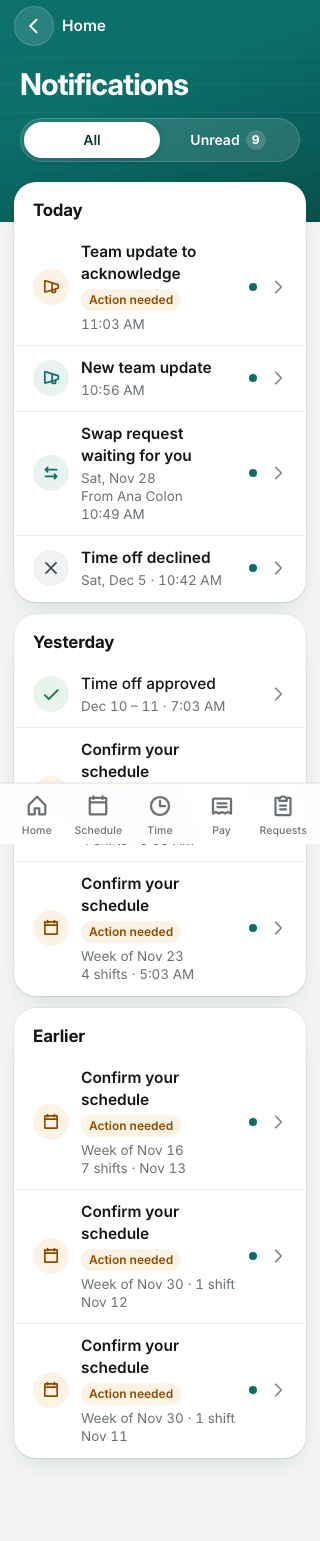 Home
Notifications
All
Unread 9
Today
Team update to
acknowledge
Action needed
11:03 AM
New team update
10:56 AM
Swap request
waiting for you
Sat, Nov 28
From Ana Colon
10:49 AM
Time off declined
Sat, Dec 5 · 10:42 AM
Yesterday
Time off approved
Dec 10 – 11 · 7:03 AM
Confirm your
schedule
Home
Schedule
Time
Pay
Requests
Confirm your
schedule
Action needed
Week of Nov 23
4 shifts · 5:03 AM
Earlier
Confirm your
schedule
Action needed
Week of Nov 16
7 shifts · Nov 13
Confirm your
schedule
Action needed
Week of Nov 30 · 1 shift
Nov 12
Confirm your
schedule
Action needed
Week of Nov 30 · 1 shift
Nov 11